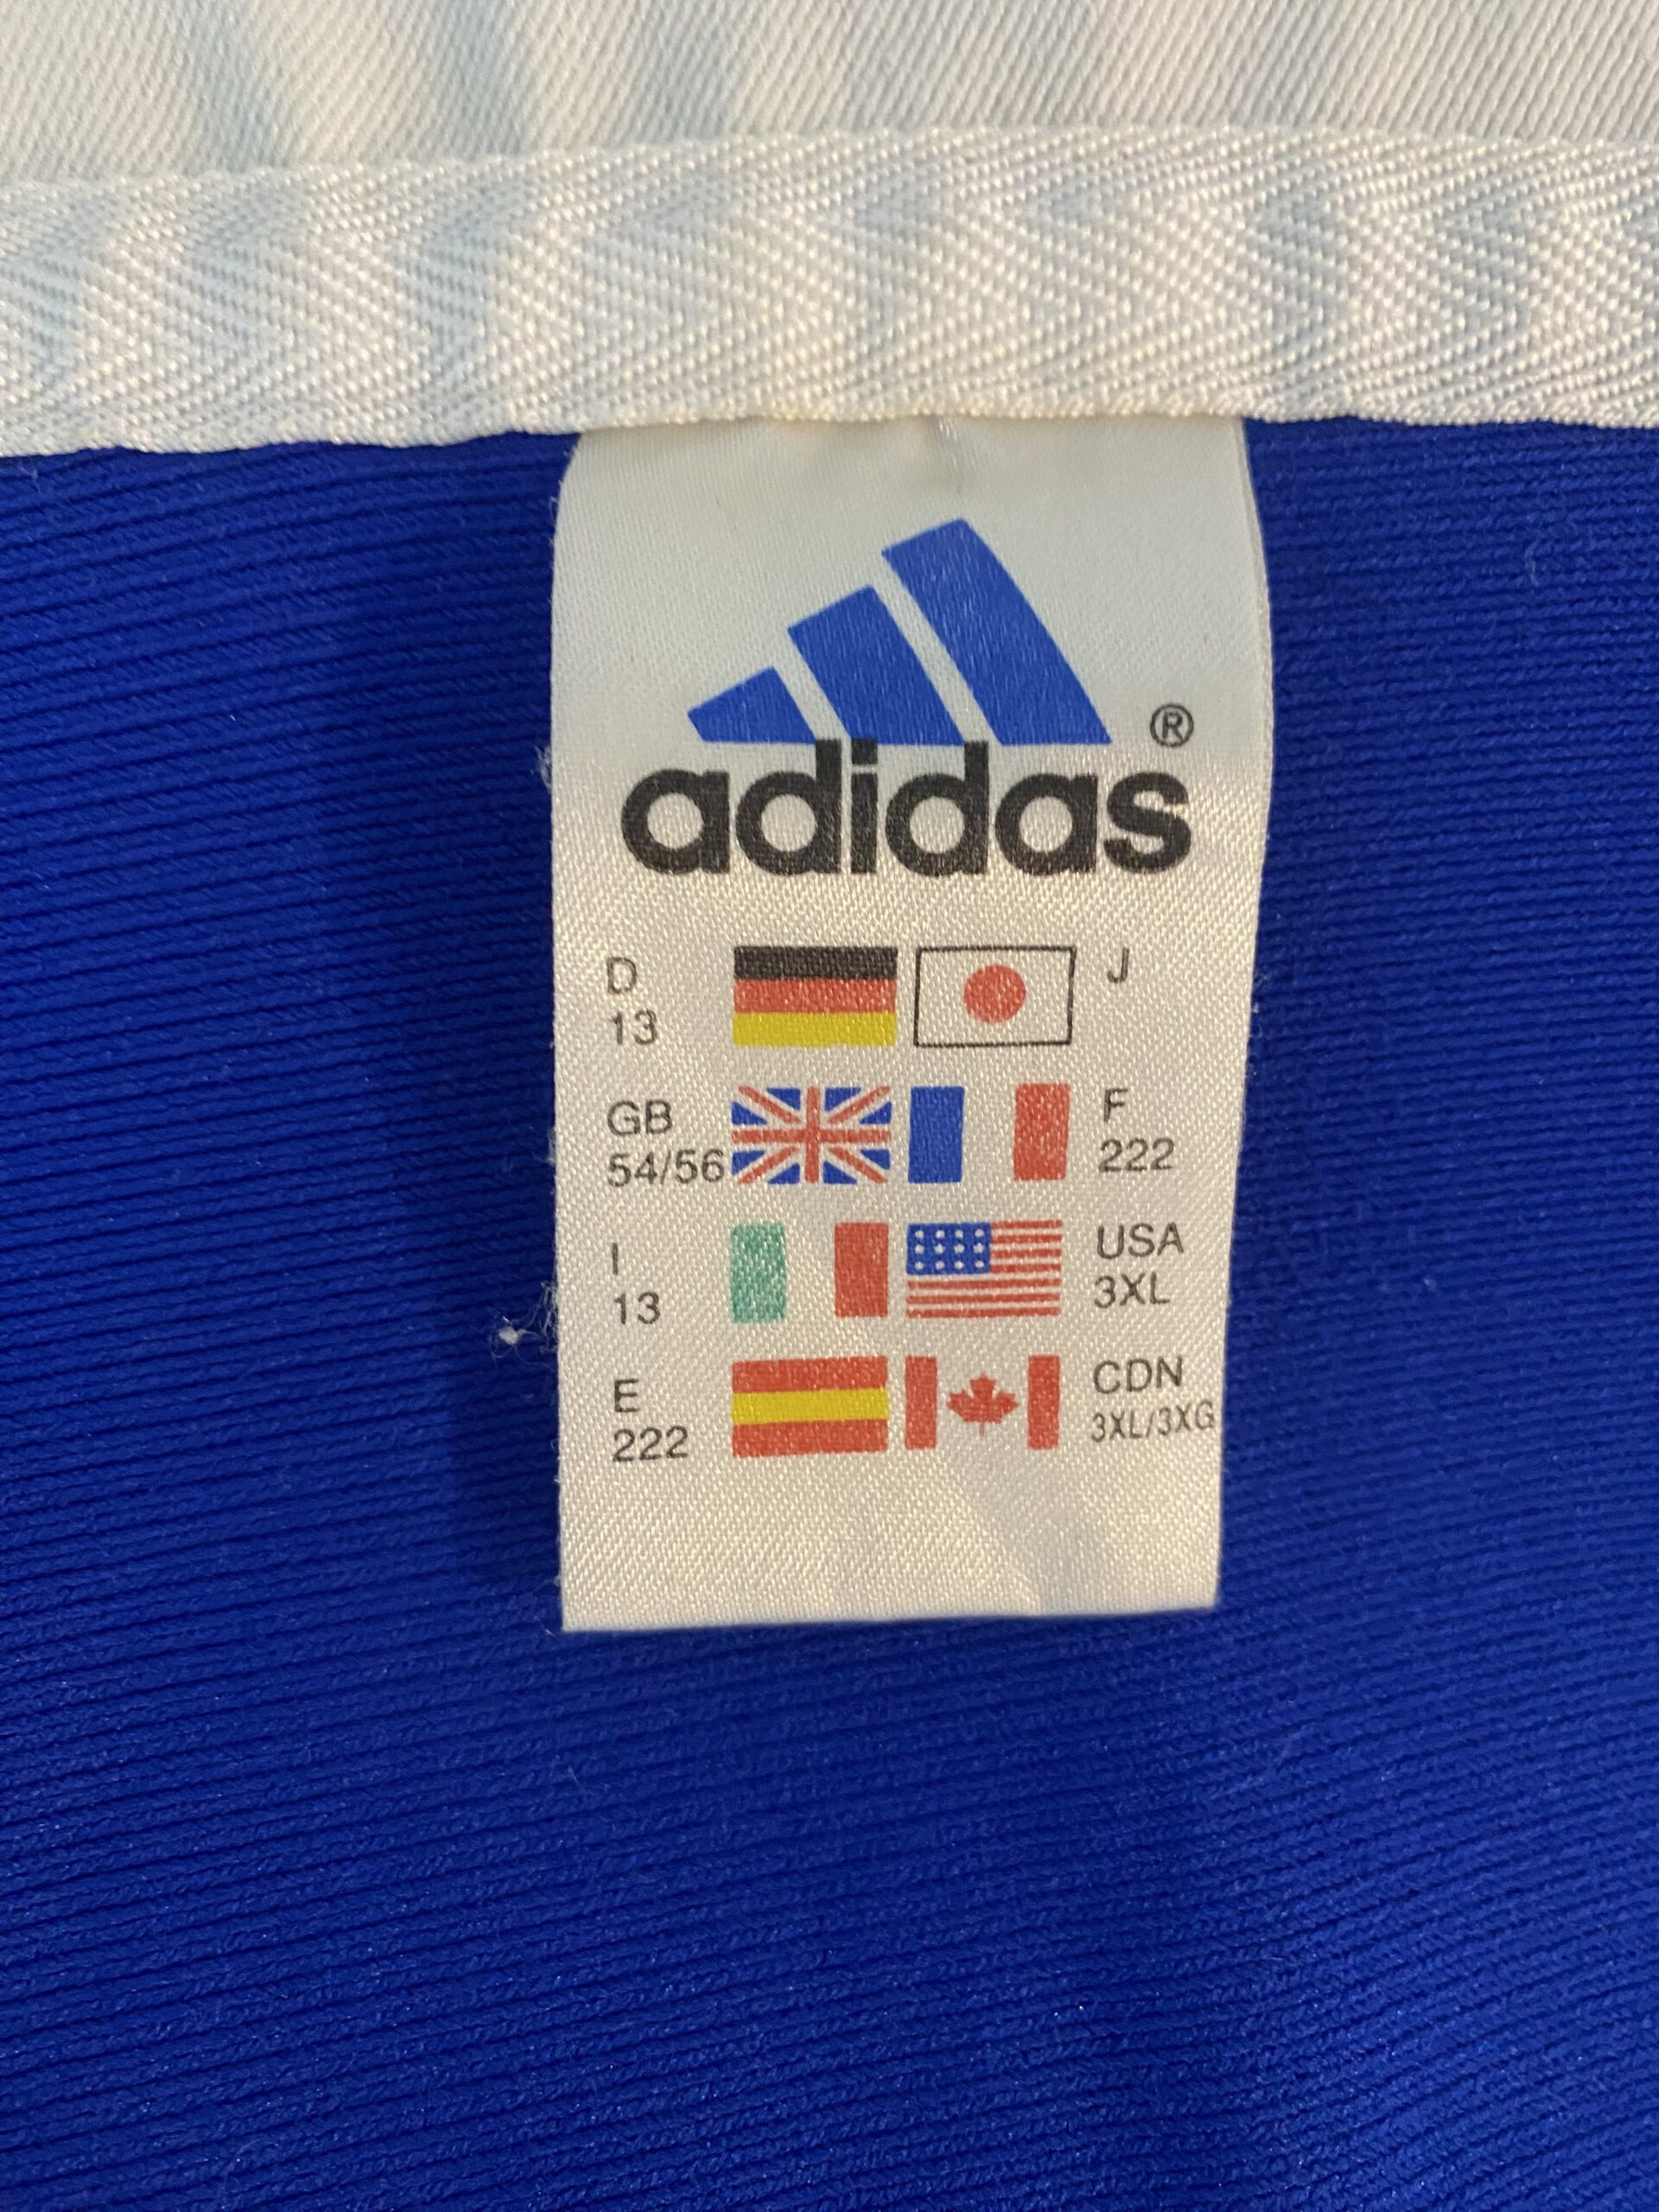 ®
adidas
D J
13
GB F
54/56 222
I USA
13 3XL
E CDN
222 3XL/3XG